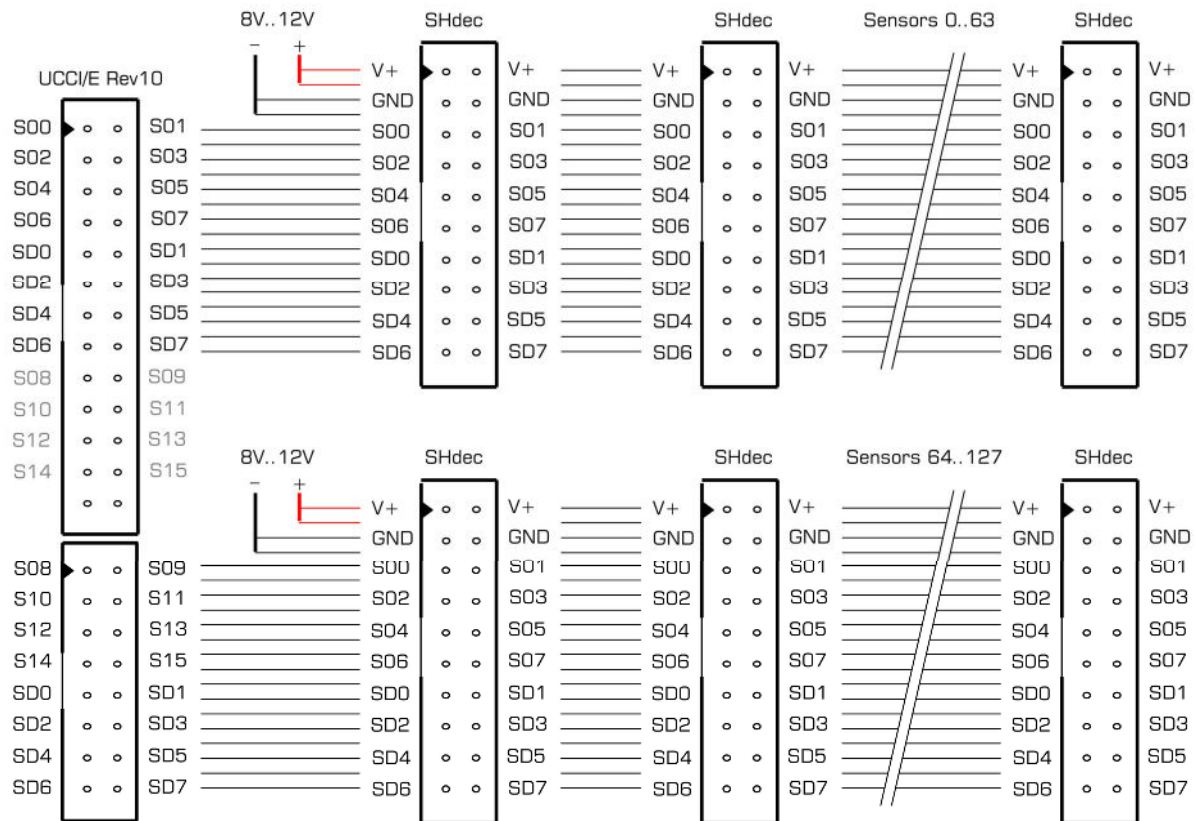 8V..12V SHdec SHdec Sensors 0..63 SHdec
- +
UCCI/E Rev10
V+ V+ V+ V+ V+ V+
GND GND GND GND GND GND
S00 S01 S00 S01 S00 S01 S00 S01
S02 S03 S02 S03 S02 S03 S02 S03
S04 S05 S04 S05 S04 S05 S04 S05
S06 S07 S06 S07 S06 S07 S06 S07
SD0 SD1 SD0 SD1 SD0 SD1 SD0 SD1
SD2 SD3 SD2 SD3 SD2 SD3 SD2 SD3
SD4 SD5 SD4 SD5 SD4 SD5 SD4 SD5
SD6 SD7 SD6 SD7 SD6 SD7 SD6 SD7
S08 S09
S10 S11
S12 S13
S14 S15
8V..12V SHdec SHdec Sensors 64..127 SHdec
- +
V+ V+ V+ V+ V+ V+
GND GND GND GND GND GND
S08 S09 S00 S01 S00 S01 S00 S01
S10 S11 S02 S03 S02 S03 S02 S03
S12 S13 S04 S05 S04 S05 S04 S05
S14 S15 S06 S07 S06 S07 S06 S07
SD0 SD1 SD0 SD1 SD0 SD1 SD0 SD1
SD2 SD3 SD2 SD3 SD2 SD3 SD2 SD3
SD4 SD5 SD4 SD5 SD4 SD5 SD4 SD5
SD6 SD7 SD6 SD7 SD6 SD7 SD6 SD7